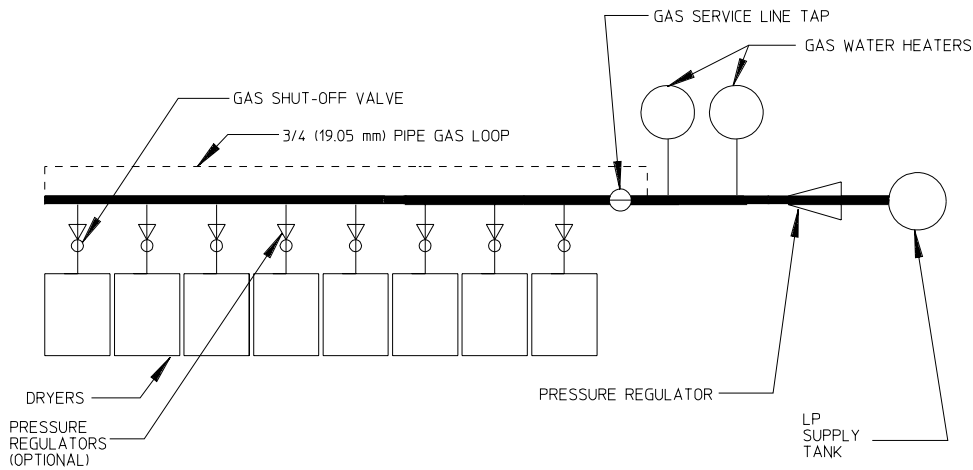 GAS SERVICE LINE TAP
GAS WATER HEATERS
GAS SHUT-OFF VALVE
3/4 (19.05 mm) PIPE GAS LOOP
DRYERS
PRESSURE REGULATOR
PRESSURE
REGULATORS
(OPTIONAL)
LP
SUPPLY
TANK